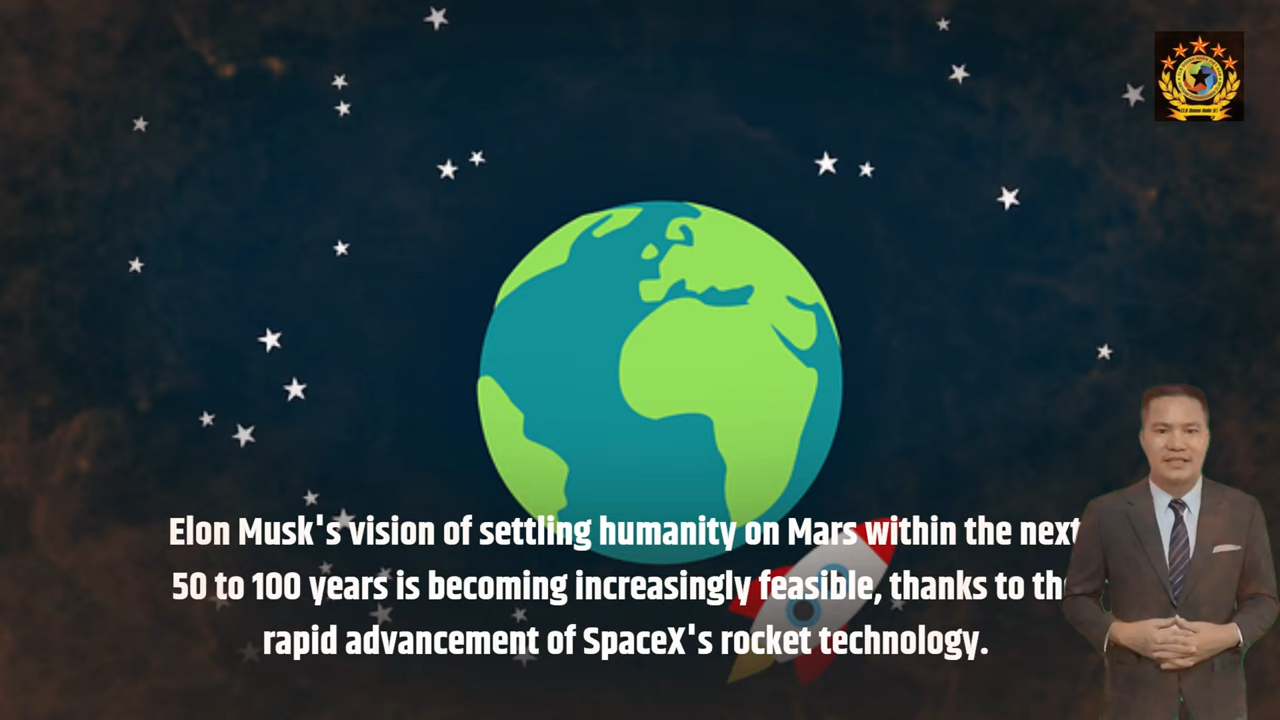 Elon Musk's vision of settling humanity on Mars within the next
50 to 100 years is becoming increasingly feasible, thanks to the
rapid advancement of SpaceX's rocket technology.